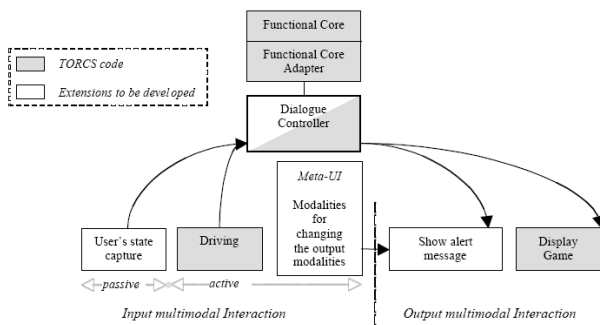 Functional Core
Functional Core
Adapter
TORCS code
Extensions to be developed
Dialogue
Controller
Meta-UI
Modalities
for
changing
the output
modalities
User's state
capture
Driving
Show alert
message
Display
Game
passive
active
Input multimodal Interaction
Output multimodal Interaction